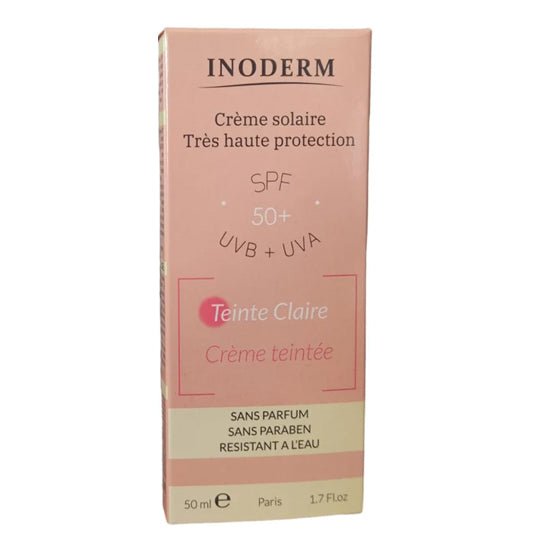 INODERM
Crème solaire
Très haute protection
SPF
50+
UVB + UVA
Teinte Claire
Crème teintée
SANS PARFUM
SANS PARABEN
RESISTANT A L'EAU
50 ml ℮ Paris 1.7 Fl.oz